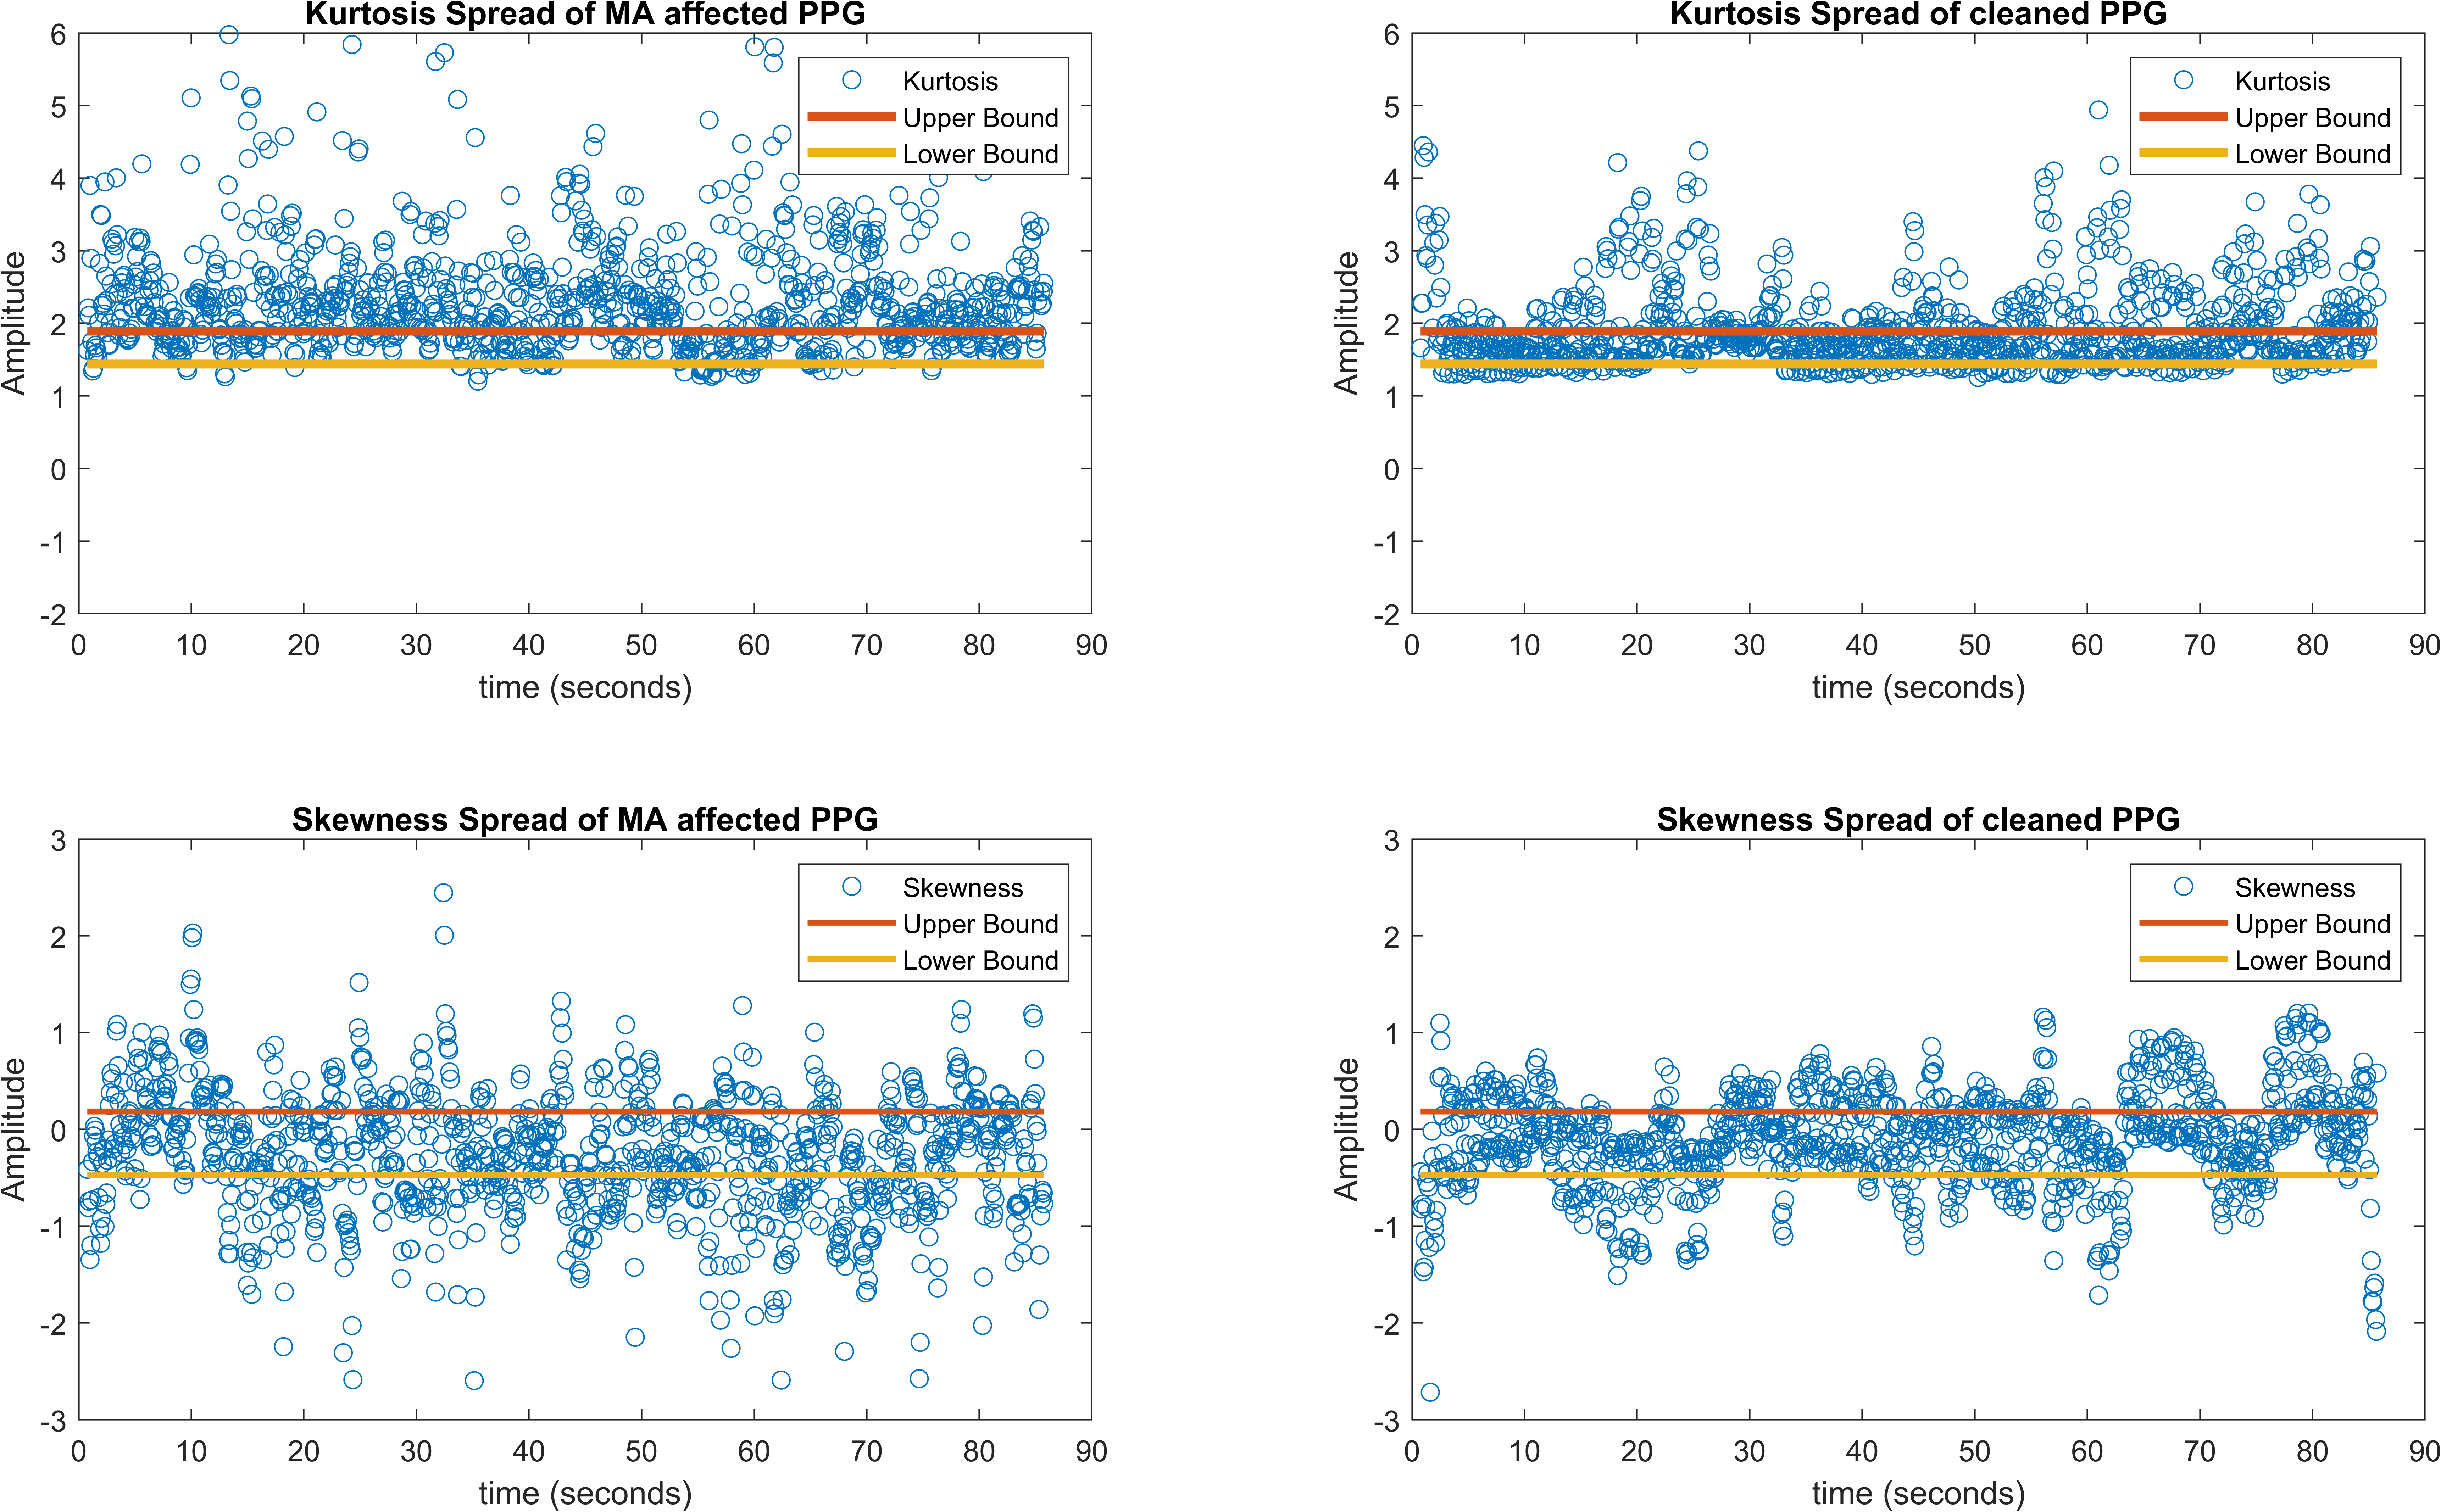 Kurtosis Spread of MA affected PPG
6
5
4
3
2
1
0
-1
-2
Amplitude
Kurtosis
Upper Bound
Lower Bound
0 10 20 30 40 50 60 70 80 90
time (seconds)
Kurtosis Spread of cleaned PPG
6
5
4
3
2
1
0
-1
-2
Amplitude
Kurtosis
Upper Bound
Lower Bound
0 10 20 30 40 50 60 70 80 90
time (seconds)
Skewness Spread of MA affected PPG
3
2
1
0
-1
-2
-3
Amplitude
Skewness
Upper Bound
Lower Bound
0 10 20 30 40 50 60 70 80 90
time (seconds)
Skewness Spread of cleaned PPG
3
2
1
0
-1
-2
-3
Amplitude
Skewness
Upper Bound
Lower Bound
0 10 20 30 40 50 60 70 80 90
time (seconds)